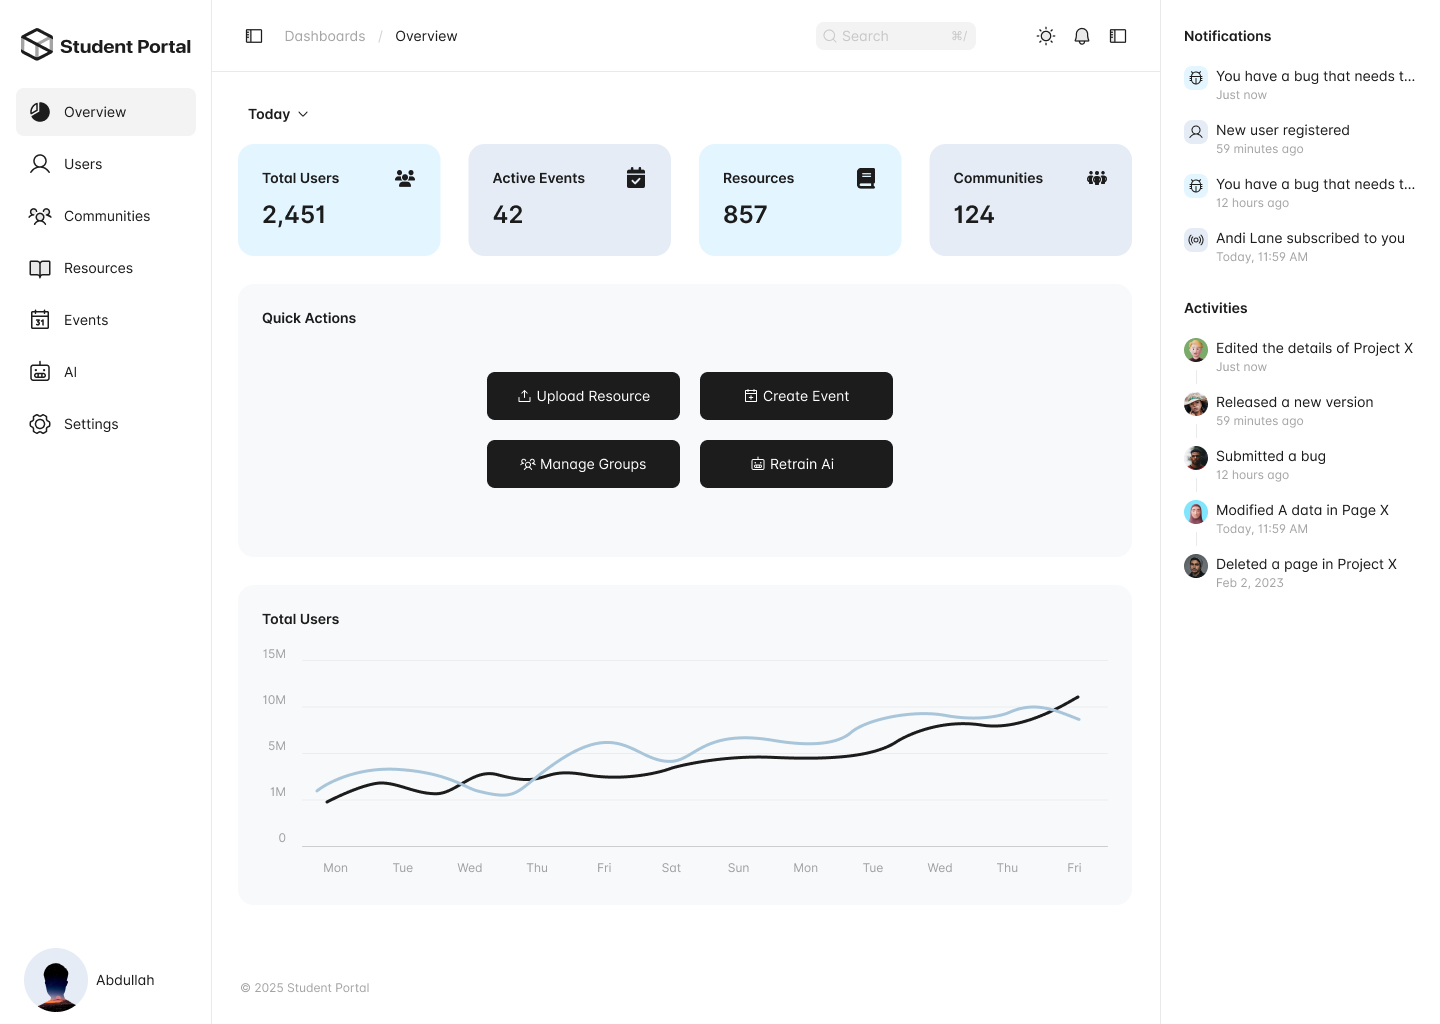 Student Portal
Overview
Users
Communities
Resources
31
Events
AI
Settings
Abdullah
Dashboards / Overview
Search ⌘/
Today
Total Users
2,451
Active Events
42
Resources
857
Communities
124
Quick Actions
Upload Resource
Create Event
Manage Groups
Retrain Ai
Total Users
15M
10M
5M
1M
0
Mon Tue Wed Thu Fri Sat Sun Mon Tue Wed Thu Fri
© 2025 Student Portal
Notifications
You have a bug that needs t...
Just now
New user registered
59 minutes ago
You have a bug that needs t...
12 hours ago
Andi Lane subscribed to you
Today, 11:59 AM
Activities
Edited the details of Project X
Just now
Released a new version
59 minutes ago
Submitted a bug
12 hours ago
Modified A data in Page X
Today, 11:59 AM
Deleted a page in Project X
Feb 2, 2023